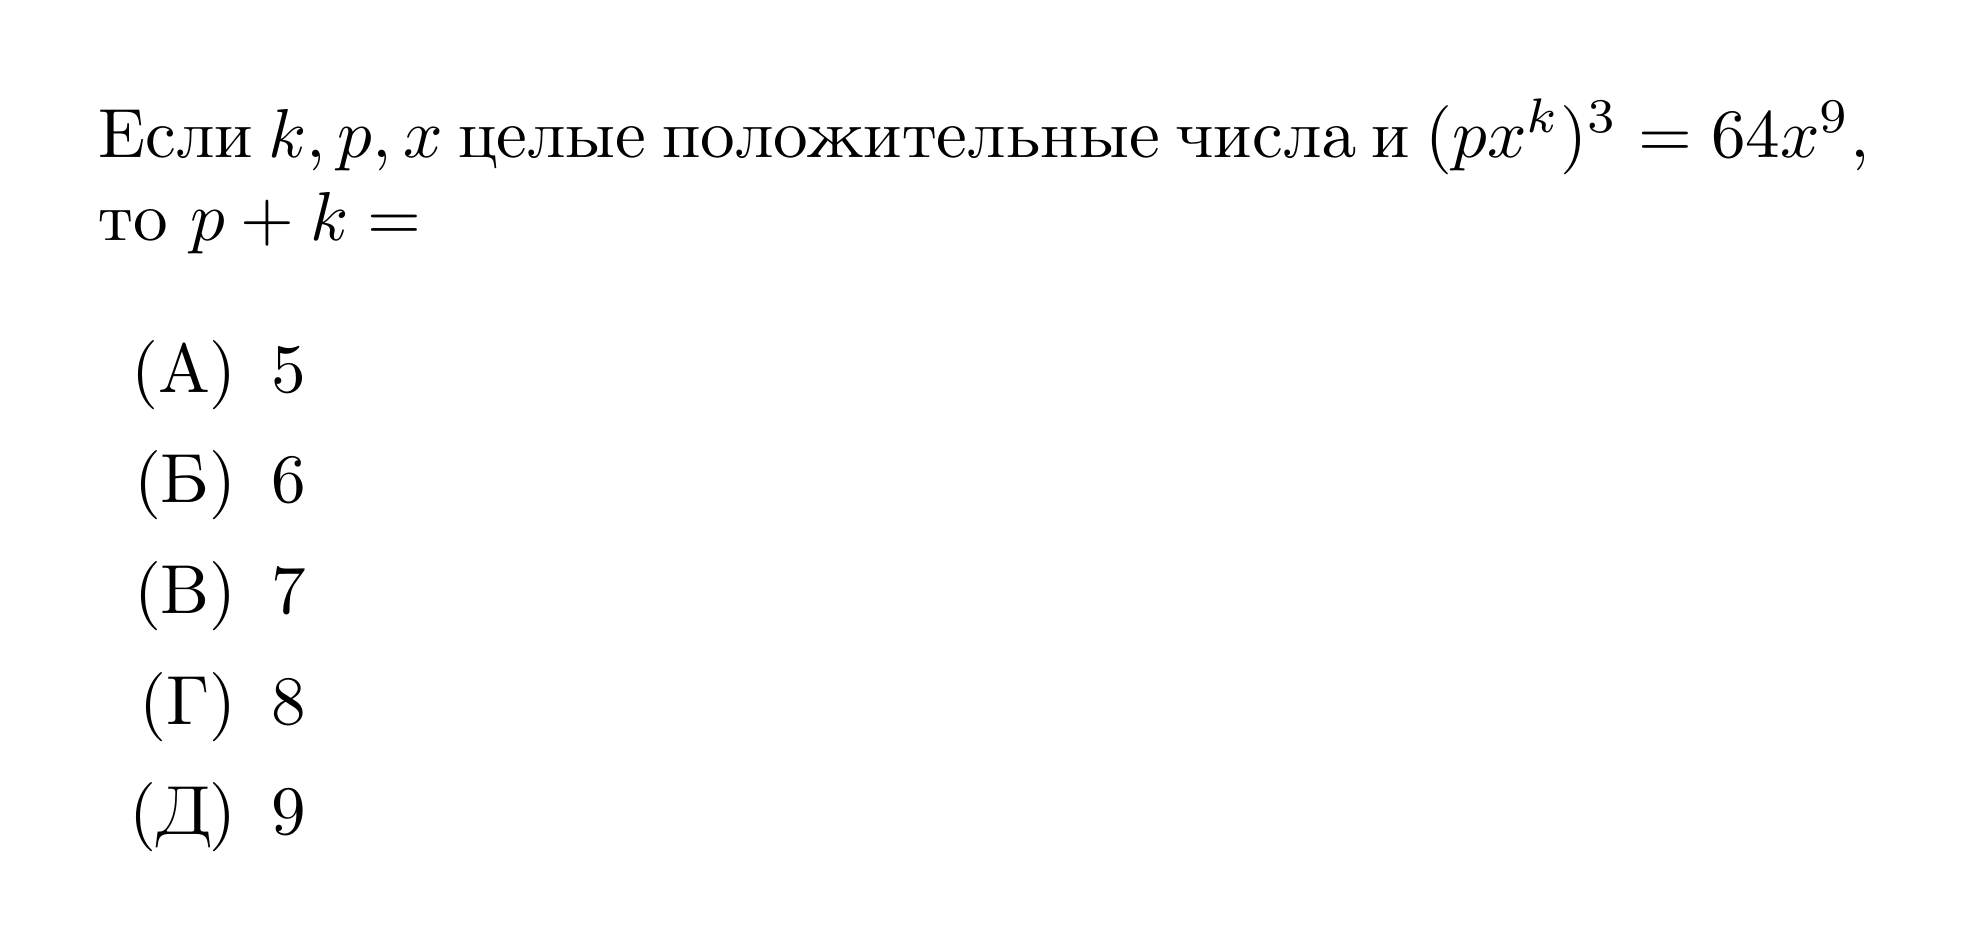 Если k, p, x целые положительные числа и (px^k)^3 = 64x^9,
то p + k =
(А) 5
(Б) 6
(В) 7
(Г) 8
(Д) 9